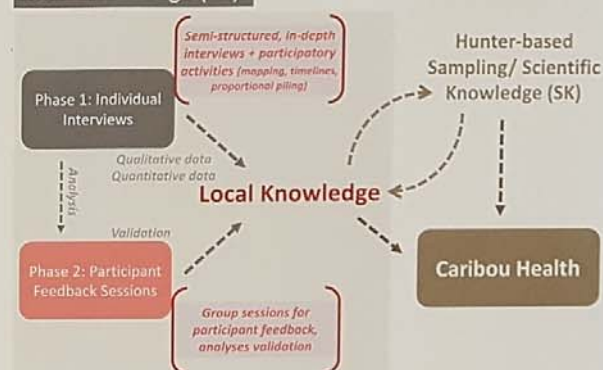 Semi-structured, in-depth
interviews + participatory
activities (mapping, timelines,
proportional piling)
Hunter-based
Sampling/ Scientific
Knowledge (SK)
Phase 1: Individual
Interviews
Qualitative data
Quantitative data
Analysis
Local Knowledge
Validation
Phase 2: Participant
Feedback Sessions
Caribou Health
Group sessions for
participant feedback,
analyses validation